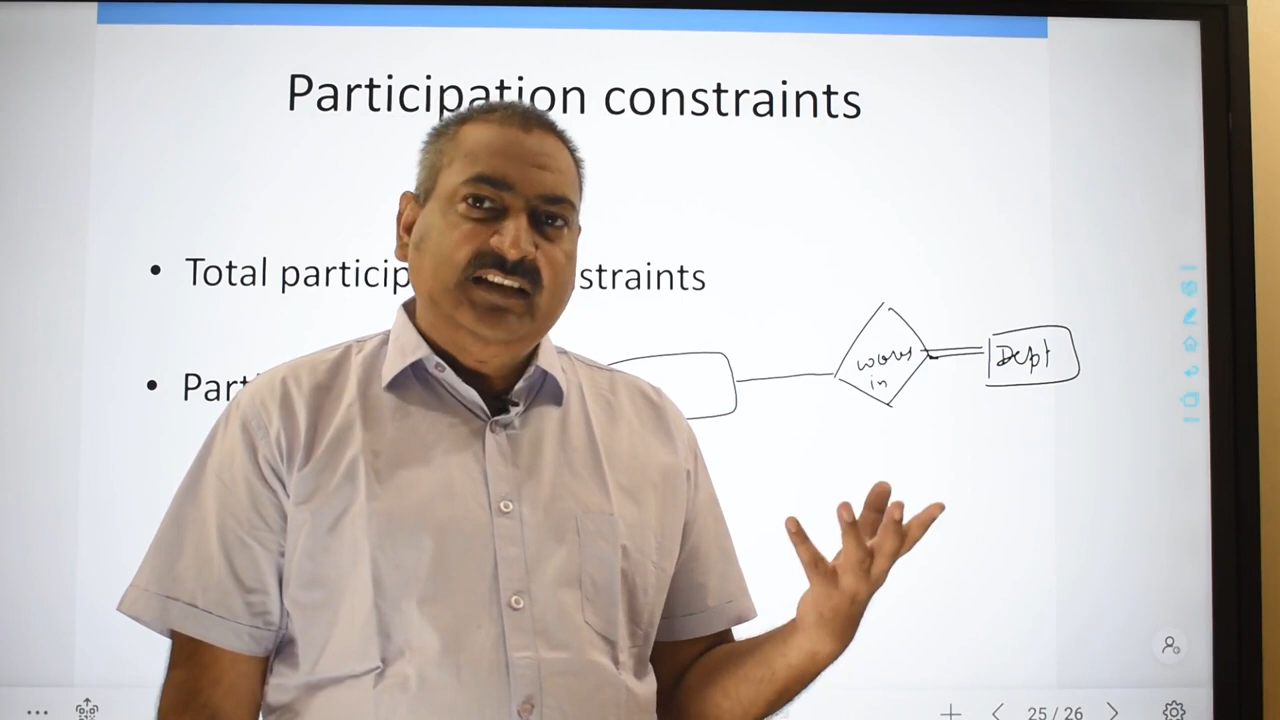 Participation constraints
• Total particip straints
• Part
works
in
Dept
25 / 26